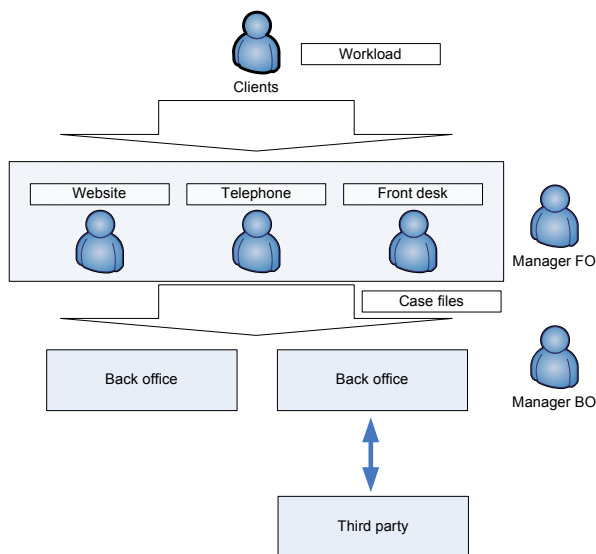 Workload
Clients
Website
Telephone
Front desk
Manager FO
Case files
Back office
Back office
Manager BO
Third party